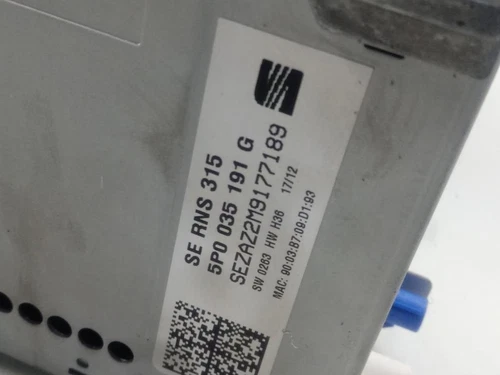 SE RNS 315
5P0 035 191 G
SEZAZ2M9177189
SW 0263 HW H36 17/12
MAC: 90:03:B7:09:D1:93